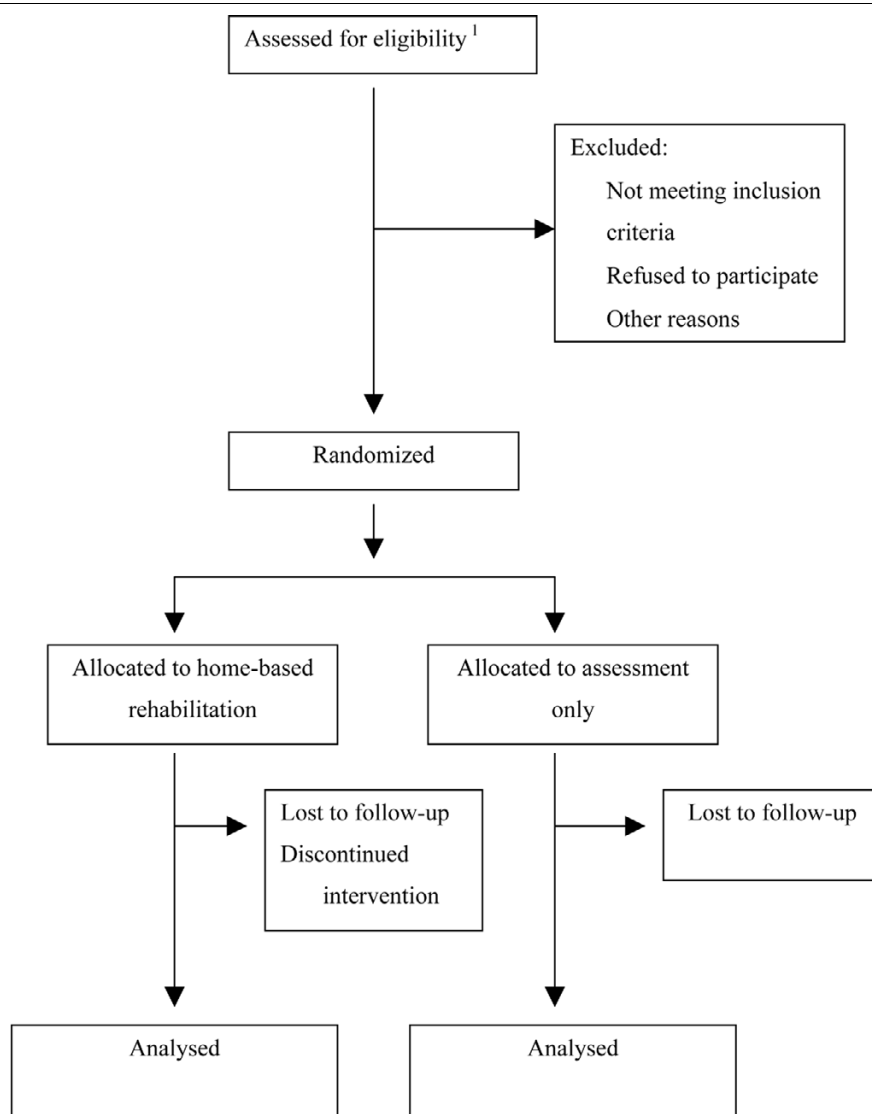 Assessed for eligibility 1
Excluded:
Not meeting inclusion
criteria
Refused to participate
Other reasons
Randomized
Allocated to home-based
rehabilitation
Allocated to assessment
only
Lost to follow-up
Discontinued
intervention
Lost to follow-up
Analysed
Analysed